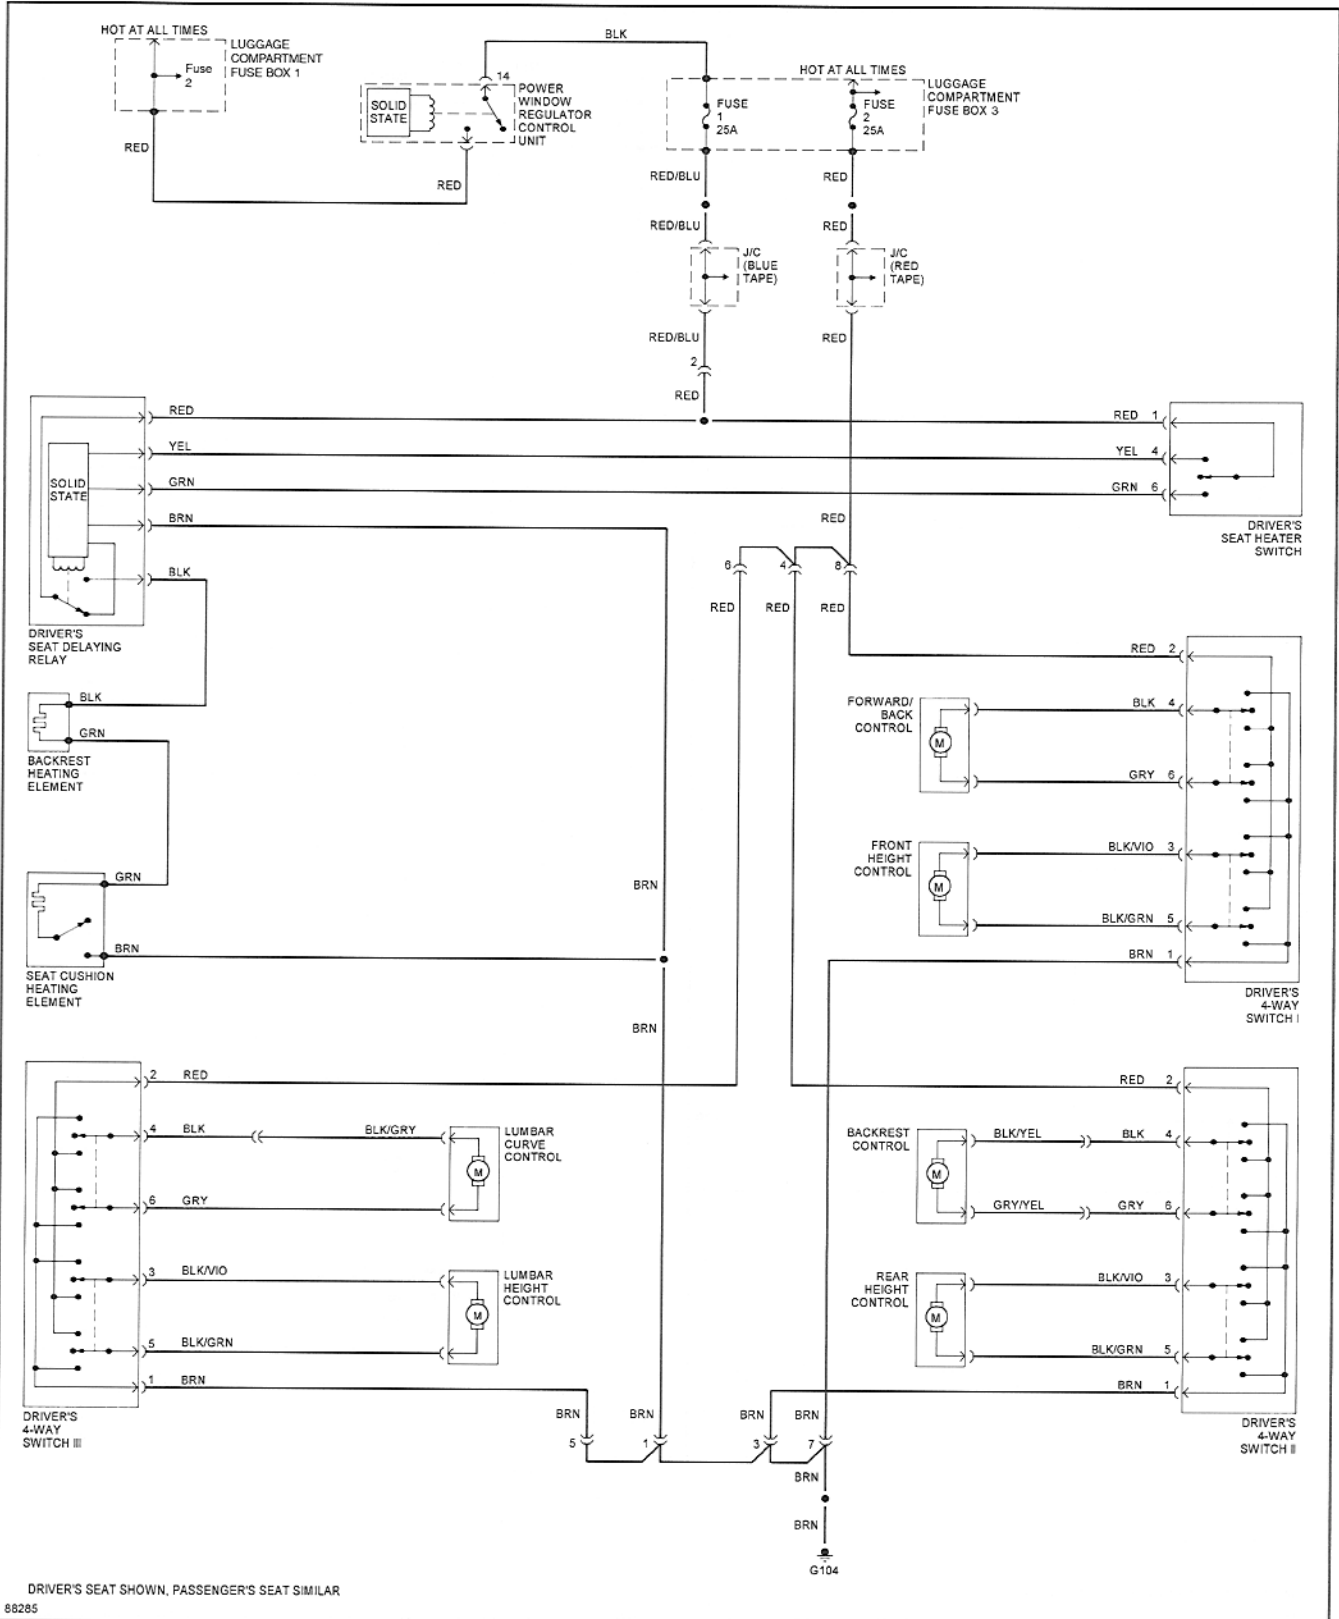 HOT AT ALL TIMES
LUGGAGE
COMPARTMENT
FUSE BOX 1
Fuse
2
BLK
14
SOLID
STATE
POWER
WINDOW
REGULATOR
CONTROL
UNIT
HOT AT ALL TIMES
LUGGAGE
COMPARTMENT
FUSE BOX 3
FUSE
1
25A
FUSE
2
25A
RED
RED
RED/BLU
RED
RED/BLU
RED
J/C
(BLUE
TAPE)
J/C
(RED
TAPE)
RED/BLU
RED
2
RED
RED
RED 1
YEL
YEL 4
GRN
GRN 6
BRN
BLK
SOLID
STATE
DRIVER'S
SEAT DELAYING
RELAY
DRIVER'S
SEAT HEATER
SWITCH
RED
6
4
8
RED
RED
RED
BLK
GRN
BACKREST
HEATING
ELEMENT
GRN
BRN
SEAT CUSHION
HEATING
ELEMENT
BRN
BRN
RED 2
FORWARD/
BACK
CONTROL
M
BLK 4
GRY 6
FRONT
HEIGHT
CONTROL
M
BLK/VIO 3
BLK/GRN 5
BRN 1
DRIVER'S
4-WAY
SWITCH I
2 RED
4 BLK
BLK/GRY
6 GRY
LUMBAR
CURVE
CONTROL
M
3 BLK/VIO
5 BLK/GRN
LUMBAR
HEIGHT
CONTROL
M
1 BRN
DRIVER'S
4-WAY
SWITCH III
RED 2
BACKREST
CONTROL
M
BLK/YEL
BLK 4
GRY/YEL
GRY 6
REAR
HEIGHT
CONTROL
M
BLK/VIO 3
BLK/GRN 5
BRN 1
DRIVER'S
4-WAY
SWITCH II
BRN
BRN
BRN
BRN
5
1
3
7
BRN
BRN
G104
DRIVER'S SEAT SHOWN, PASSENGER'S SEAT SIMILAR
88285